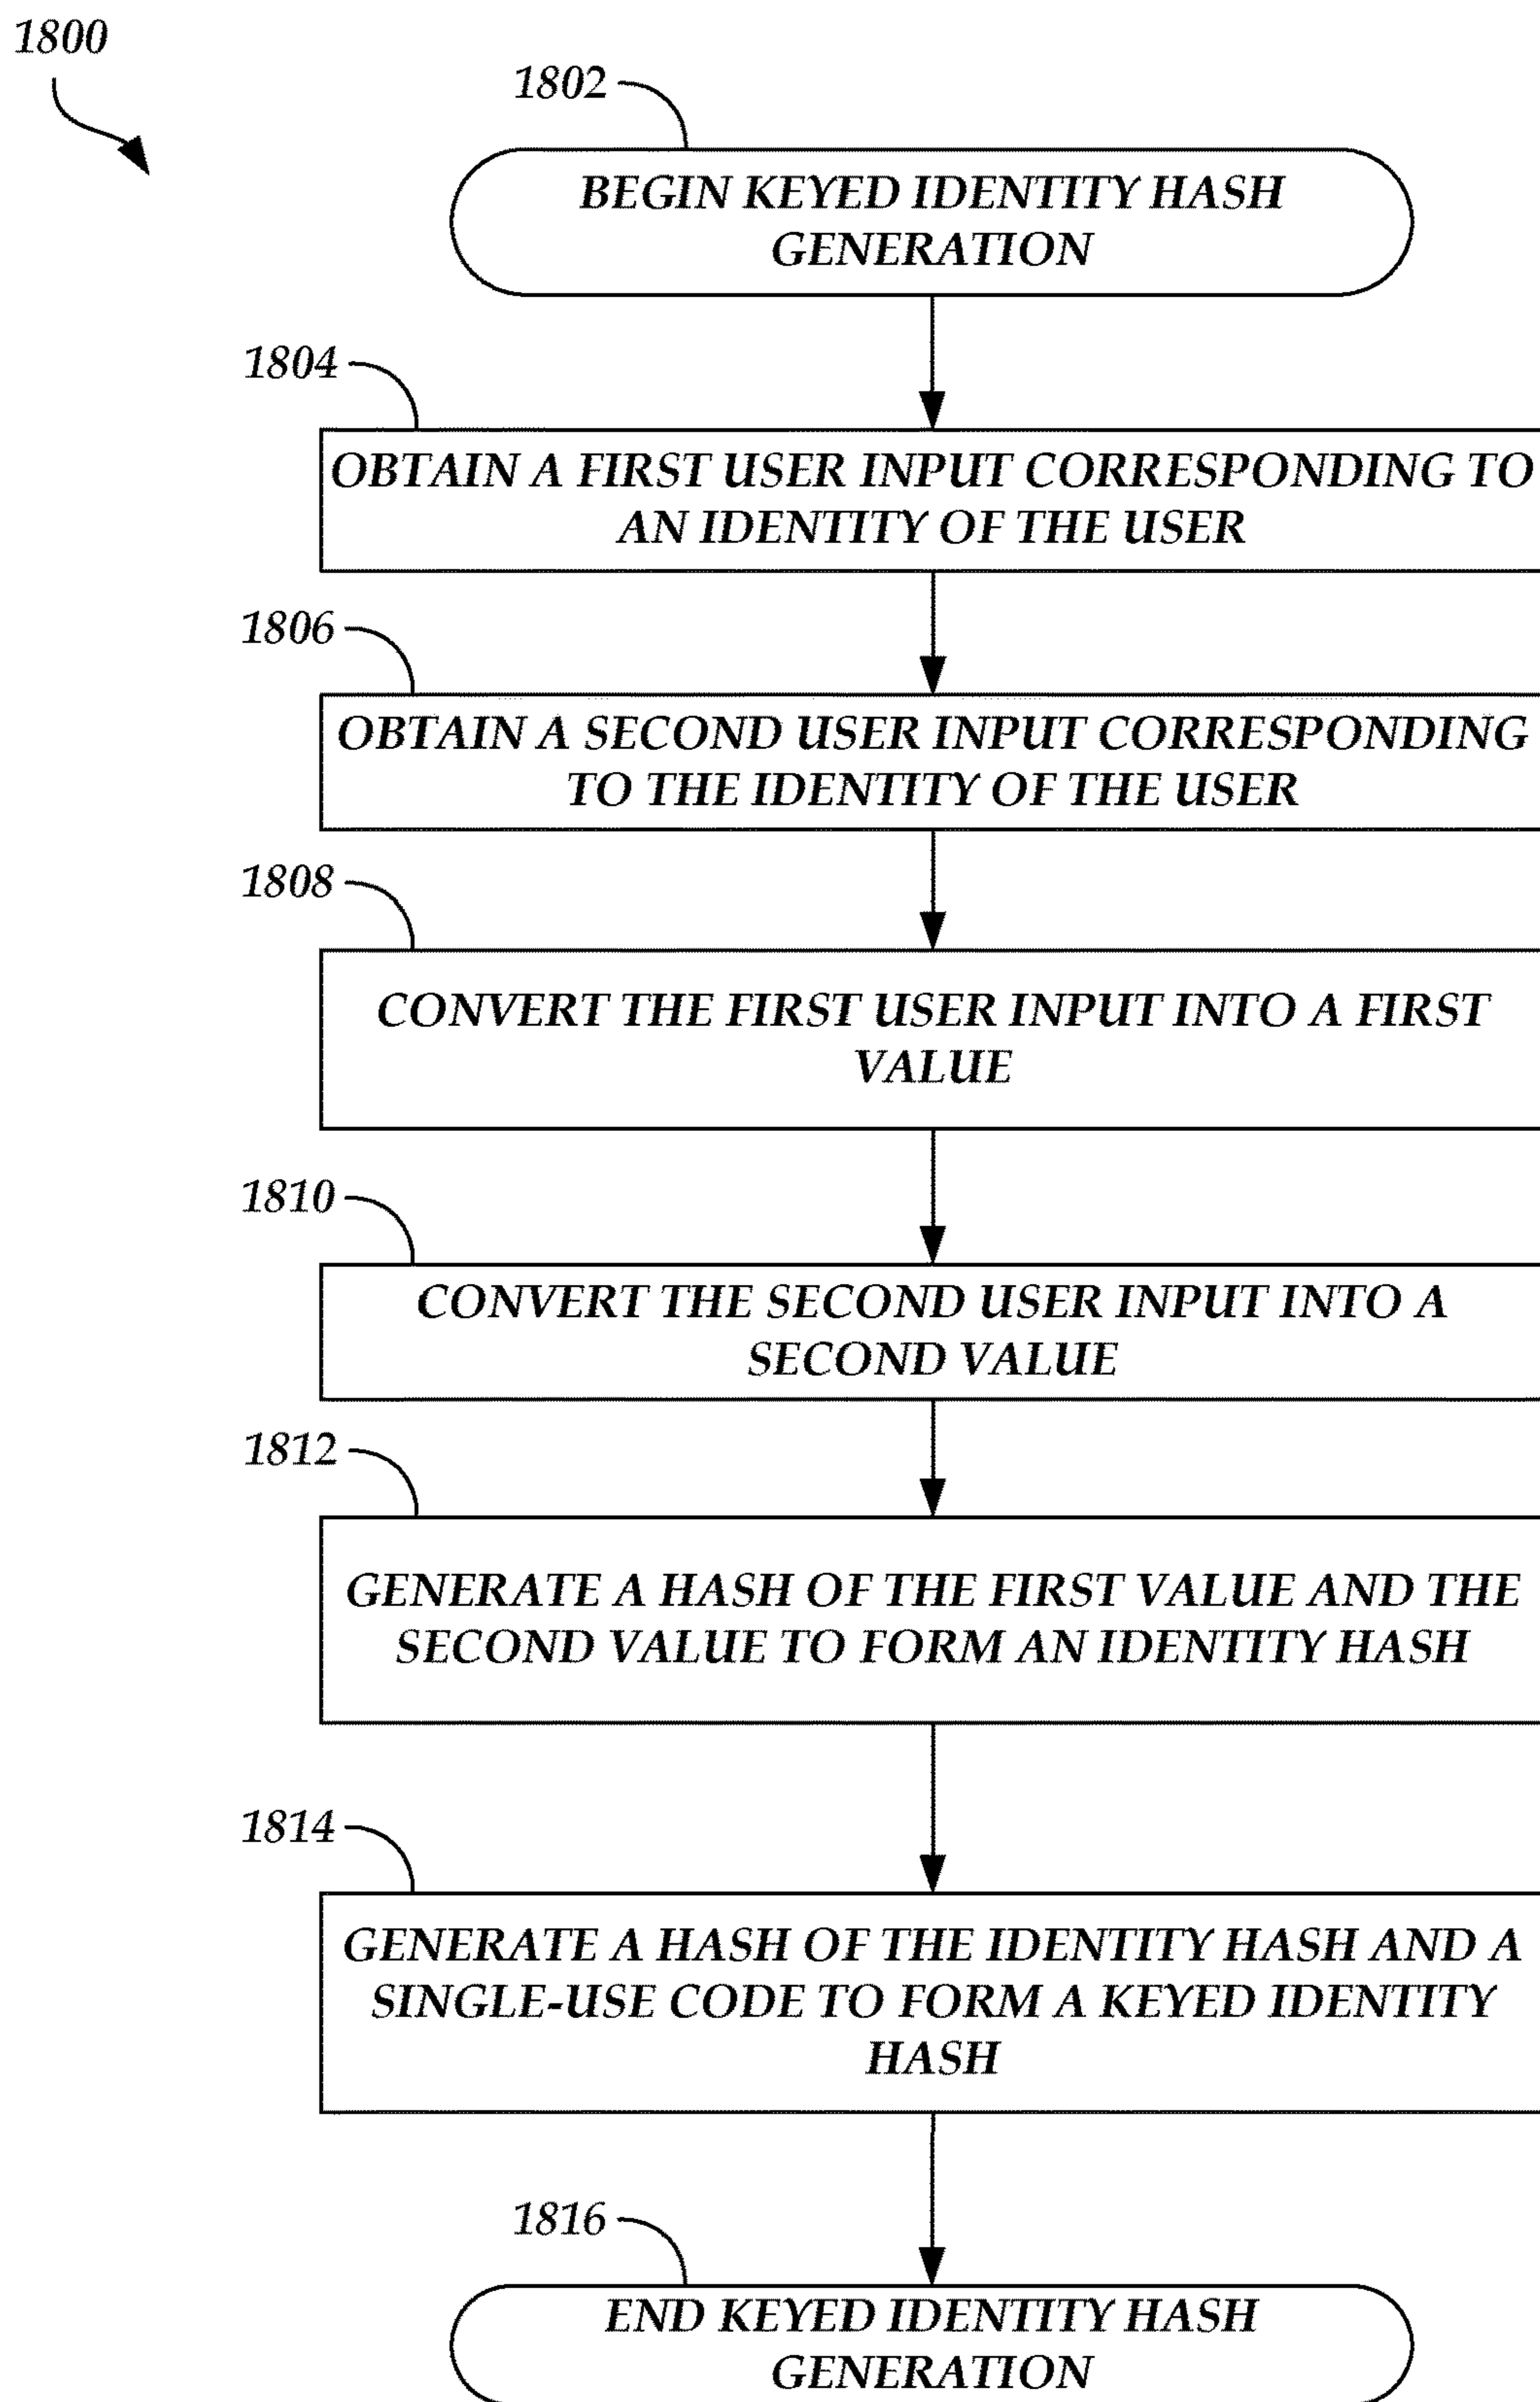 1800
1802
BEGIN KEYED IDENTITY HASH
GENERATION
1804
OBTAIN A FIRST USER INPUT CORRESPONDING TO
AN IDENTITY OF THE USER
1806
OBTAIN A SECOND USER INPUT CORRESPONDING
TO THE IDENTITY OF THE USER
1808
CONVERT THE FIRST USER INPUT INTO A FIRST
VALUE
1810
CONVERT THE SECOND USER INPUT INTO A
SECOND VALUE
1812
GENERATE A HASH OF THE FIRST VALUE AND THE
SECOND VALUE TO FORM AN IDENTITY HASH
1814
GENERATE A HASH OF THE IDENTITY HASH AND A
SINGLE-USE CODE TO FORM A KEYED IDENTITY
HASH
1816
END KEYED IDENTITY HASH
GENERATION